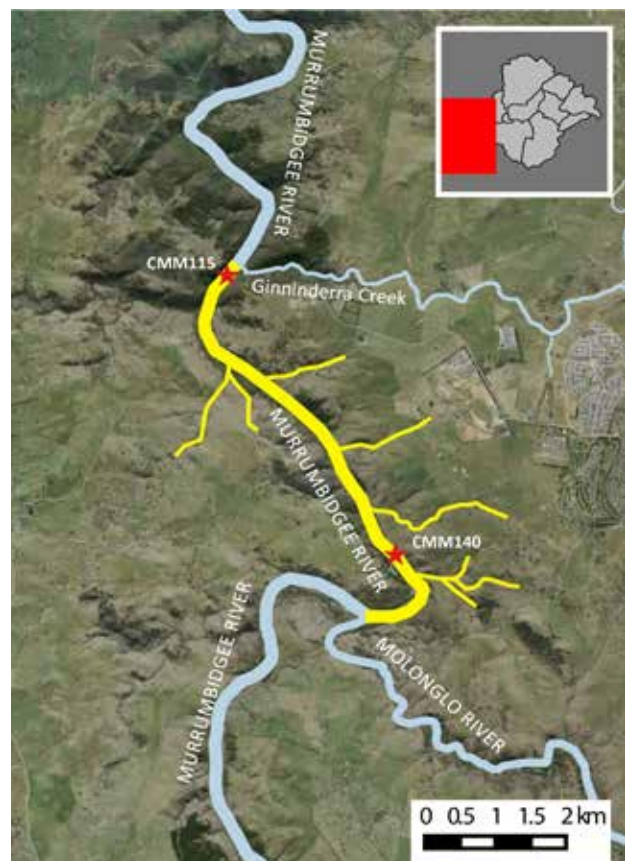 MURRUMBIDGEE RIVER
CMM115
Ginninderra Creek
MURRUMBIDGEE RIVER
CMM140
MURRUMBIDGEE RIVER
MOLONGLO RIVER
0 0.5 1 1.5 2 km